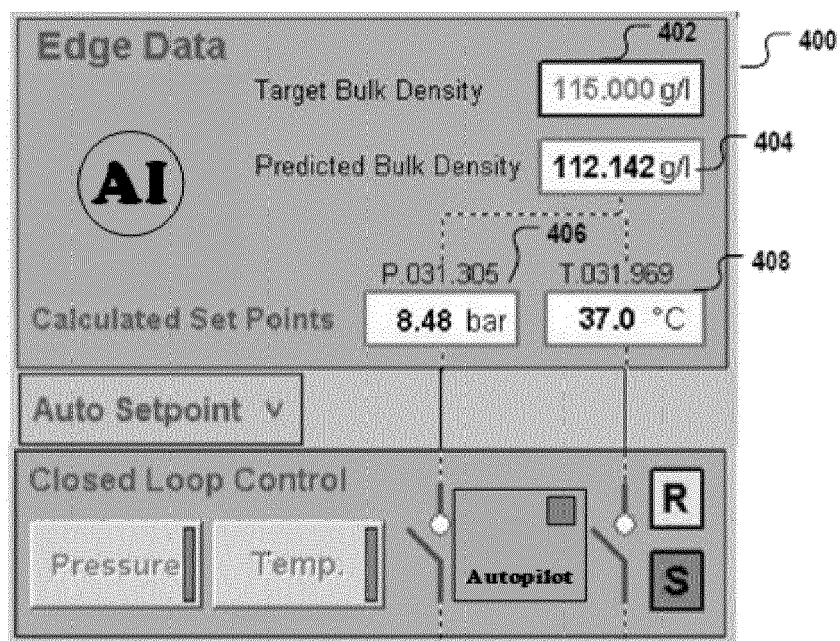 Edge Data
402
400
Target Bulk Density 115.000 g/l
AI
Predicted Bulk Density 112.142 g/l
404
406
P.031.305 T.031.969
408
Calculated Set Points 8.48 bar 37.0 °C
Auto Setpoint v
Closed Loop Control
R
Pressure Temp. Autopilot S